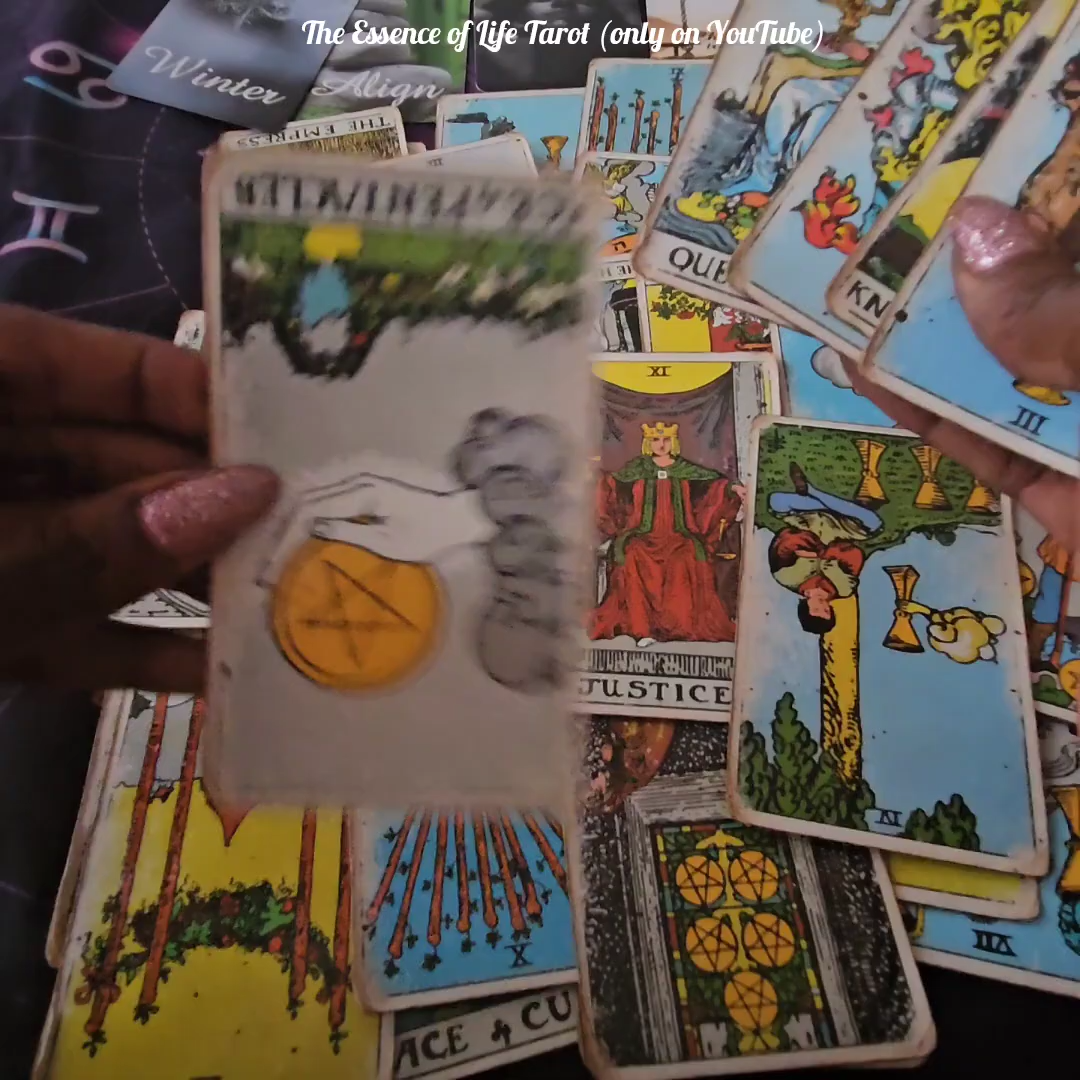 The Essence of Life Tarot (only on YouTube)
Winter
Align
THE EMPRESS
QUE
KN
III
XI
JUSTICE
IV
X
VII
ACE & CU